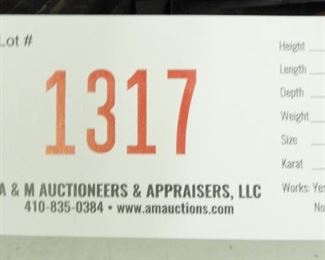 Lot #
1317
A & M AUCTIONEERS & APPRAISERS, LLC
410-835-0384 • www.amauctions.com
Height
Length
Depth
Weight
Size
Karat
Works: Yes
No